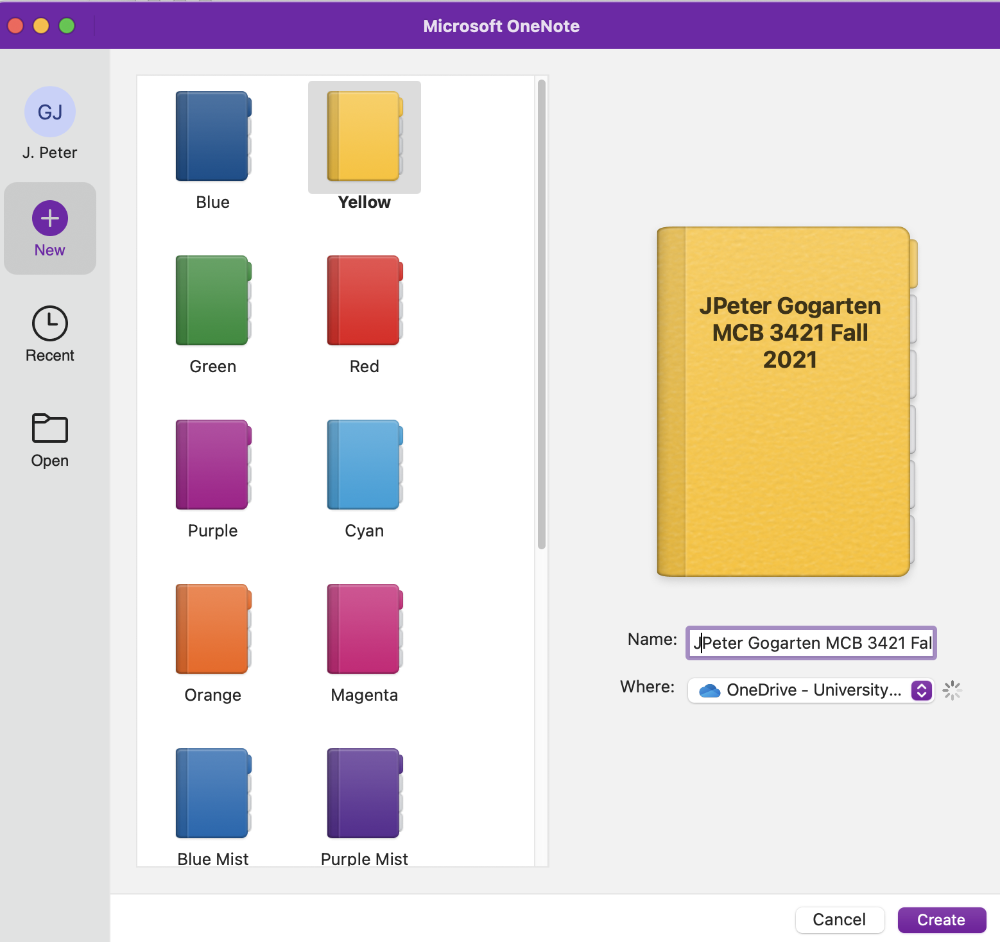 Microsoft OneNote
GJ
J. Peter
New
Recent
Open
Blue
Yellow
Green
Red
Purple
Cyan
Orange
Magenta
Blue Mist
Purple Mist
JPeter Gogarten
MCB 3421 Fall
2021
Name: JPeter Gogarten MCB 3421 Fal
Where: OneDrive - University...
Cancel
Create